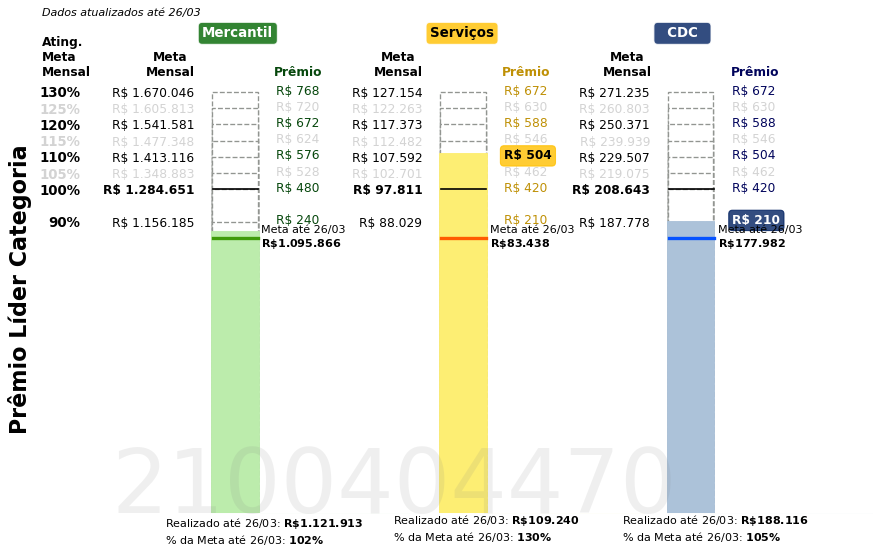 Dados atualizados até 26/03
Mercantil Serviços CDC
Ating.
Meta Meta Meta Meta
Mensal Mensal Prêmio Mensal Prêmio Mensal Prêmio
130% R$ 1.670.046 R$ 768 R$ 127.154 R$ 672 R$ 271.235 R$ 672
125% R$ 1.605.813 R$ 720 R$ 122.263 R$ 630 R$ 260.803 R$ 630
120% R$ 1.541.581 R$ 672 R$ 117.373 R$ 588 R$ 250.371 R$ 588
115% R$ 1.477.348 R$ 624 R$ 112.482 R$ 546 R$ 239.939 R$ 546
110% R$ 1.413.116 R$ 576 R$ 107.592 R$ 504 R$ 229.507 R$ 504
105% R$ 1.348.883 R$ 528 R$ 102.701 R$ 462 R$ 219.075 R$ 462
100% R$ 1.284.651 R$ 480 R$ 97.811 R$ 420 R$ 208.643 R$ 420
90% R$ 1.156.185 R$ 240 R$ 88.029 R$ 210 R$ 187.778 R$ 210
Meta até 26/03 Meta até 26/03 Meta até 26/03
R$1.095.866 R$83.438 R$177.982
Prêmio Líder Categoria
2100404470
Realizado até 26/03: R$1.121.913 Realizado até 26/03: R$109.240 Realizado até 26/03: R$188.116
% da Meta até 26/03: 102% % da Meta até 26/03: 130% % da Meta até 26/03: 105%